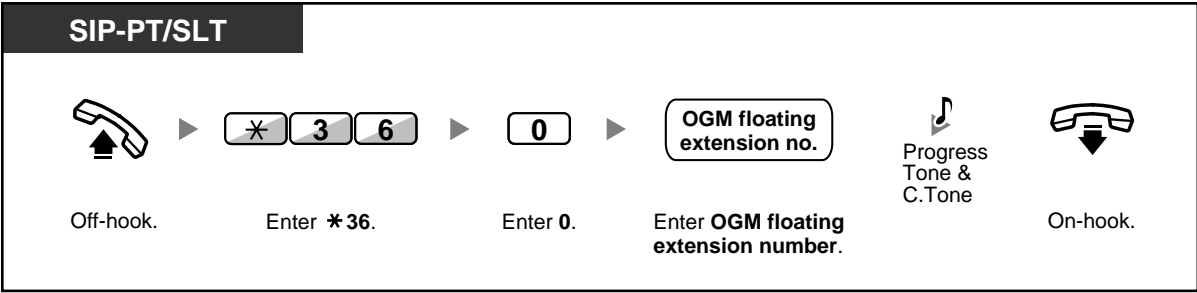 SIP-PT/SLT
* 3 6
0
OGM floating
extension no.
Progress
Tone &
C.Tone
Off-hook.
Enter *36.
Enter 0.
Enter OGM floating
extension number.
On-hook.